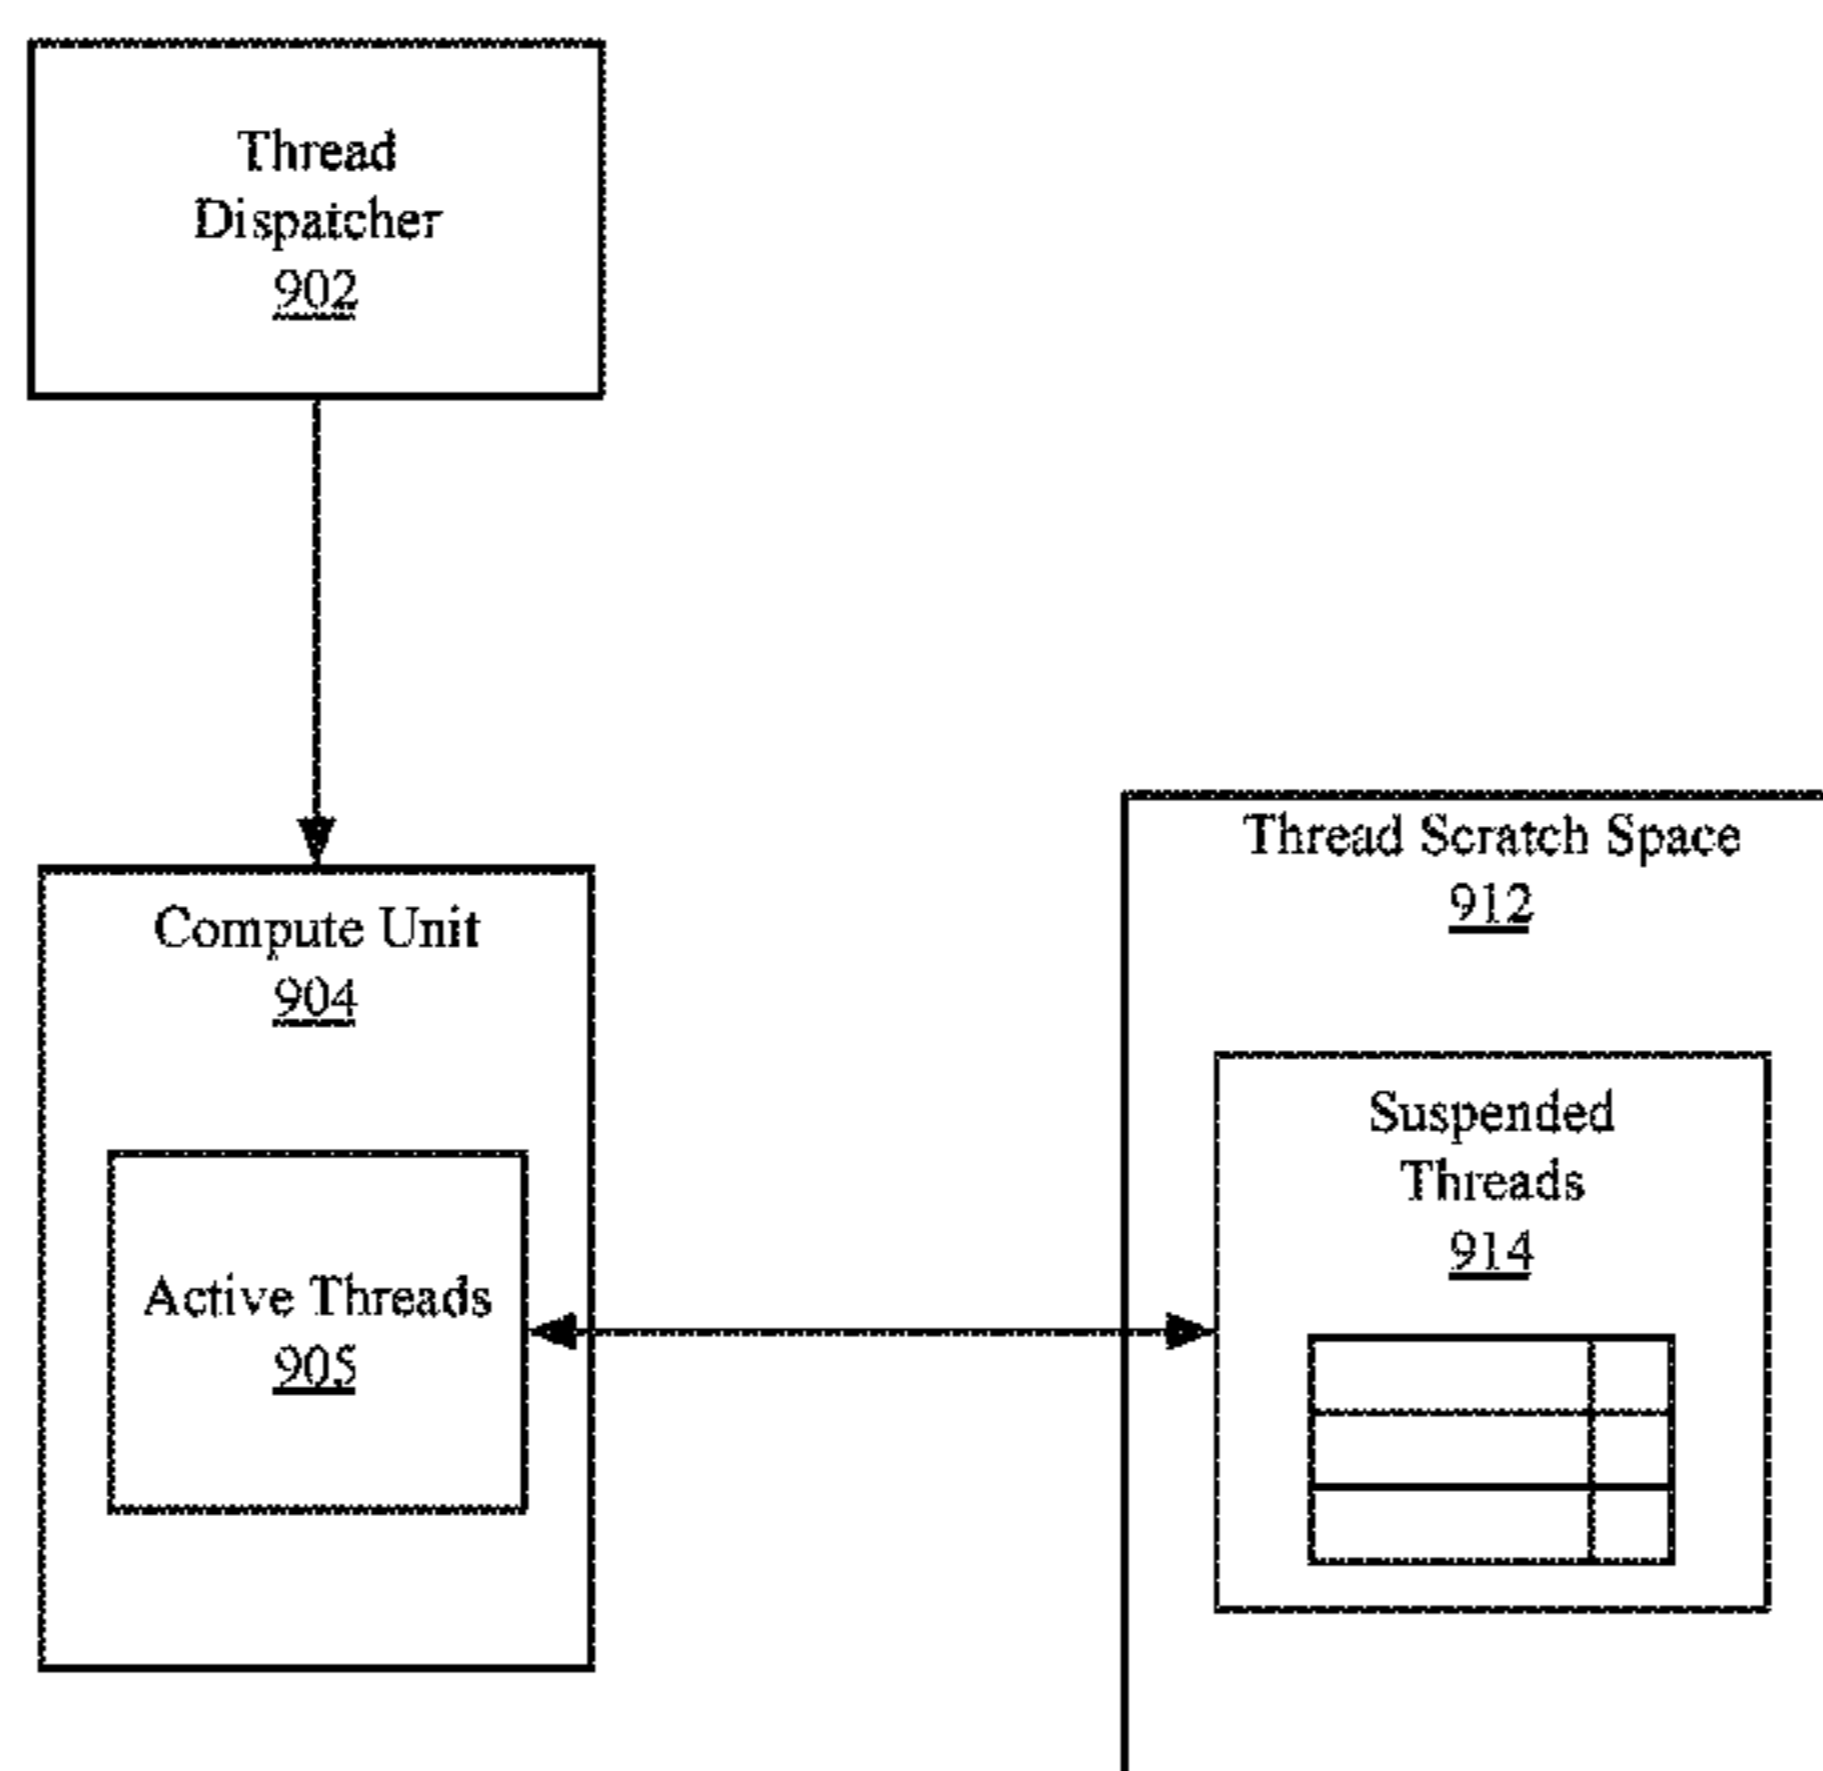 Thread
Dispatcher
902
Compute Unit
904
Active Threads
905
Thread Scratch Space
912
Suspended
Threads
914